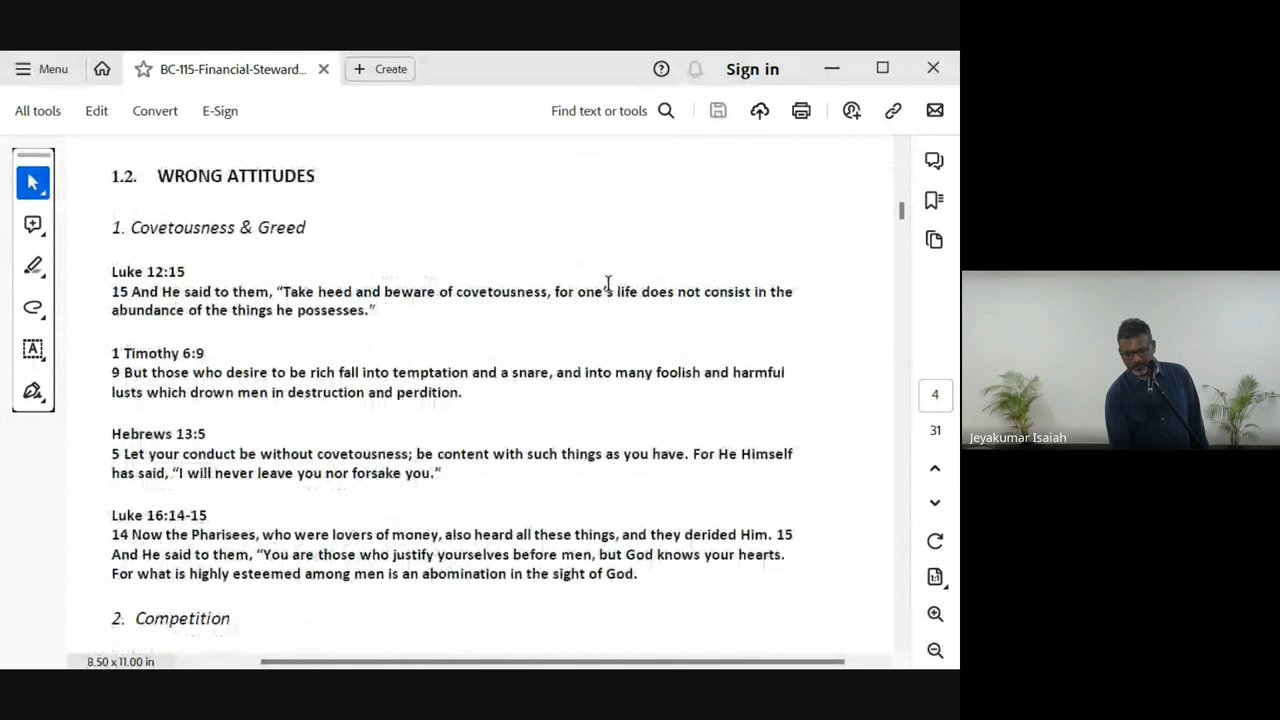 Menu
BC-115-Financial-Steward...
Create
Sign in
All tools
Edit
Convert
E-Sign
Find text or tools
1.2. WRONG ATTITUDES
1. Covetousness & Greed
Luke 12:15
15 And He said to them, “Take heed and beware of covetousness, for one’s life does not consist in the
abundance of the things he possesses.”
1 Timothy 6:9
9 But those who desire to be rich fall into temptation and a snare, and into many foolish and harmful
lusts which drown men in destruction and perdition.
Hebrews 13:5
5 Let your conduct be without covetousness; be content with such things as you have. For He Himself
has said, “I will never leave you nor forsake you.”
Luke 16:14-15
14 Now the Pharisees, who were lovers of money, also heard all these things, and they derided Him. 15
And He said to them, “You are those who justify yourselves before men, but God knows your hearts.
For what is highly esteemed among men is an abomination in the sight of God.
2. Competition
8.50 x 11.00 in
4
31
1:1
Jeyakumar Isaiah